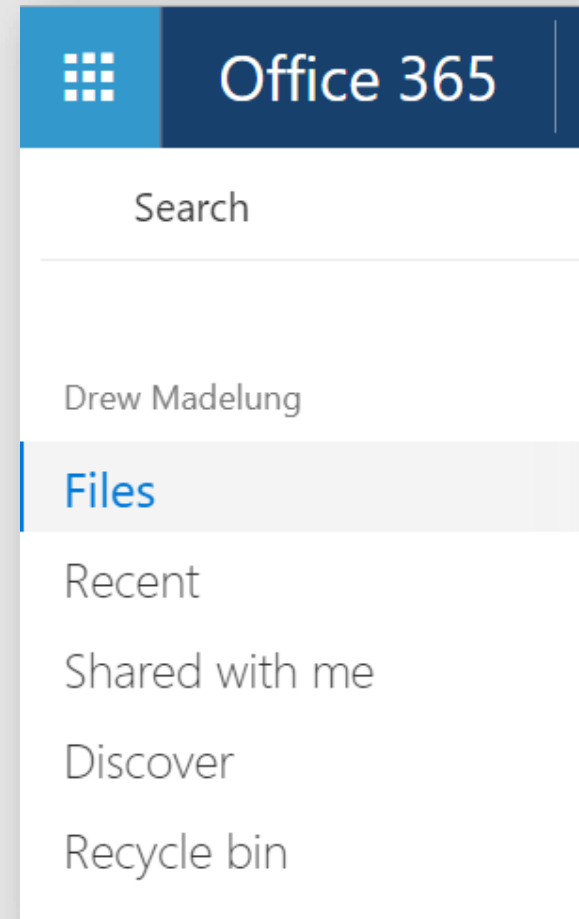 Office 365
Search
Drew Madelung
Files
Recent
Shared with me
Discover
Recycle bin